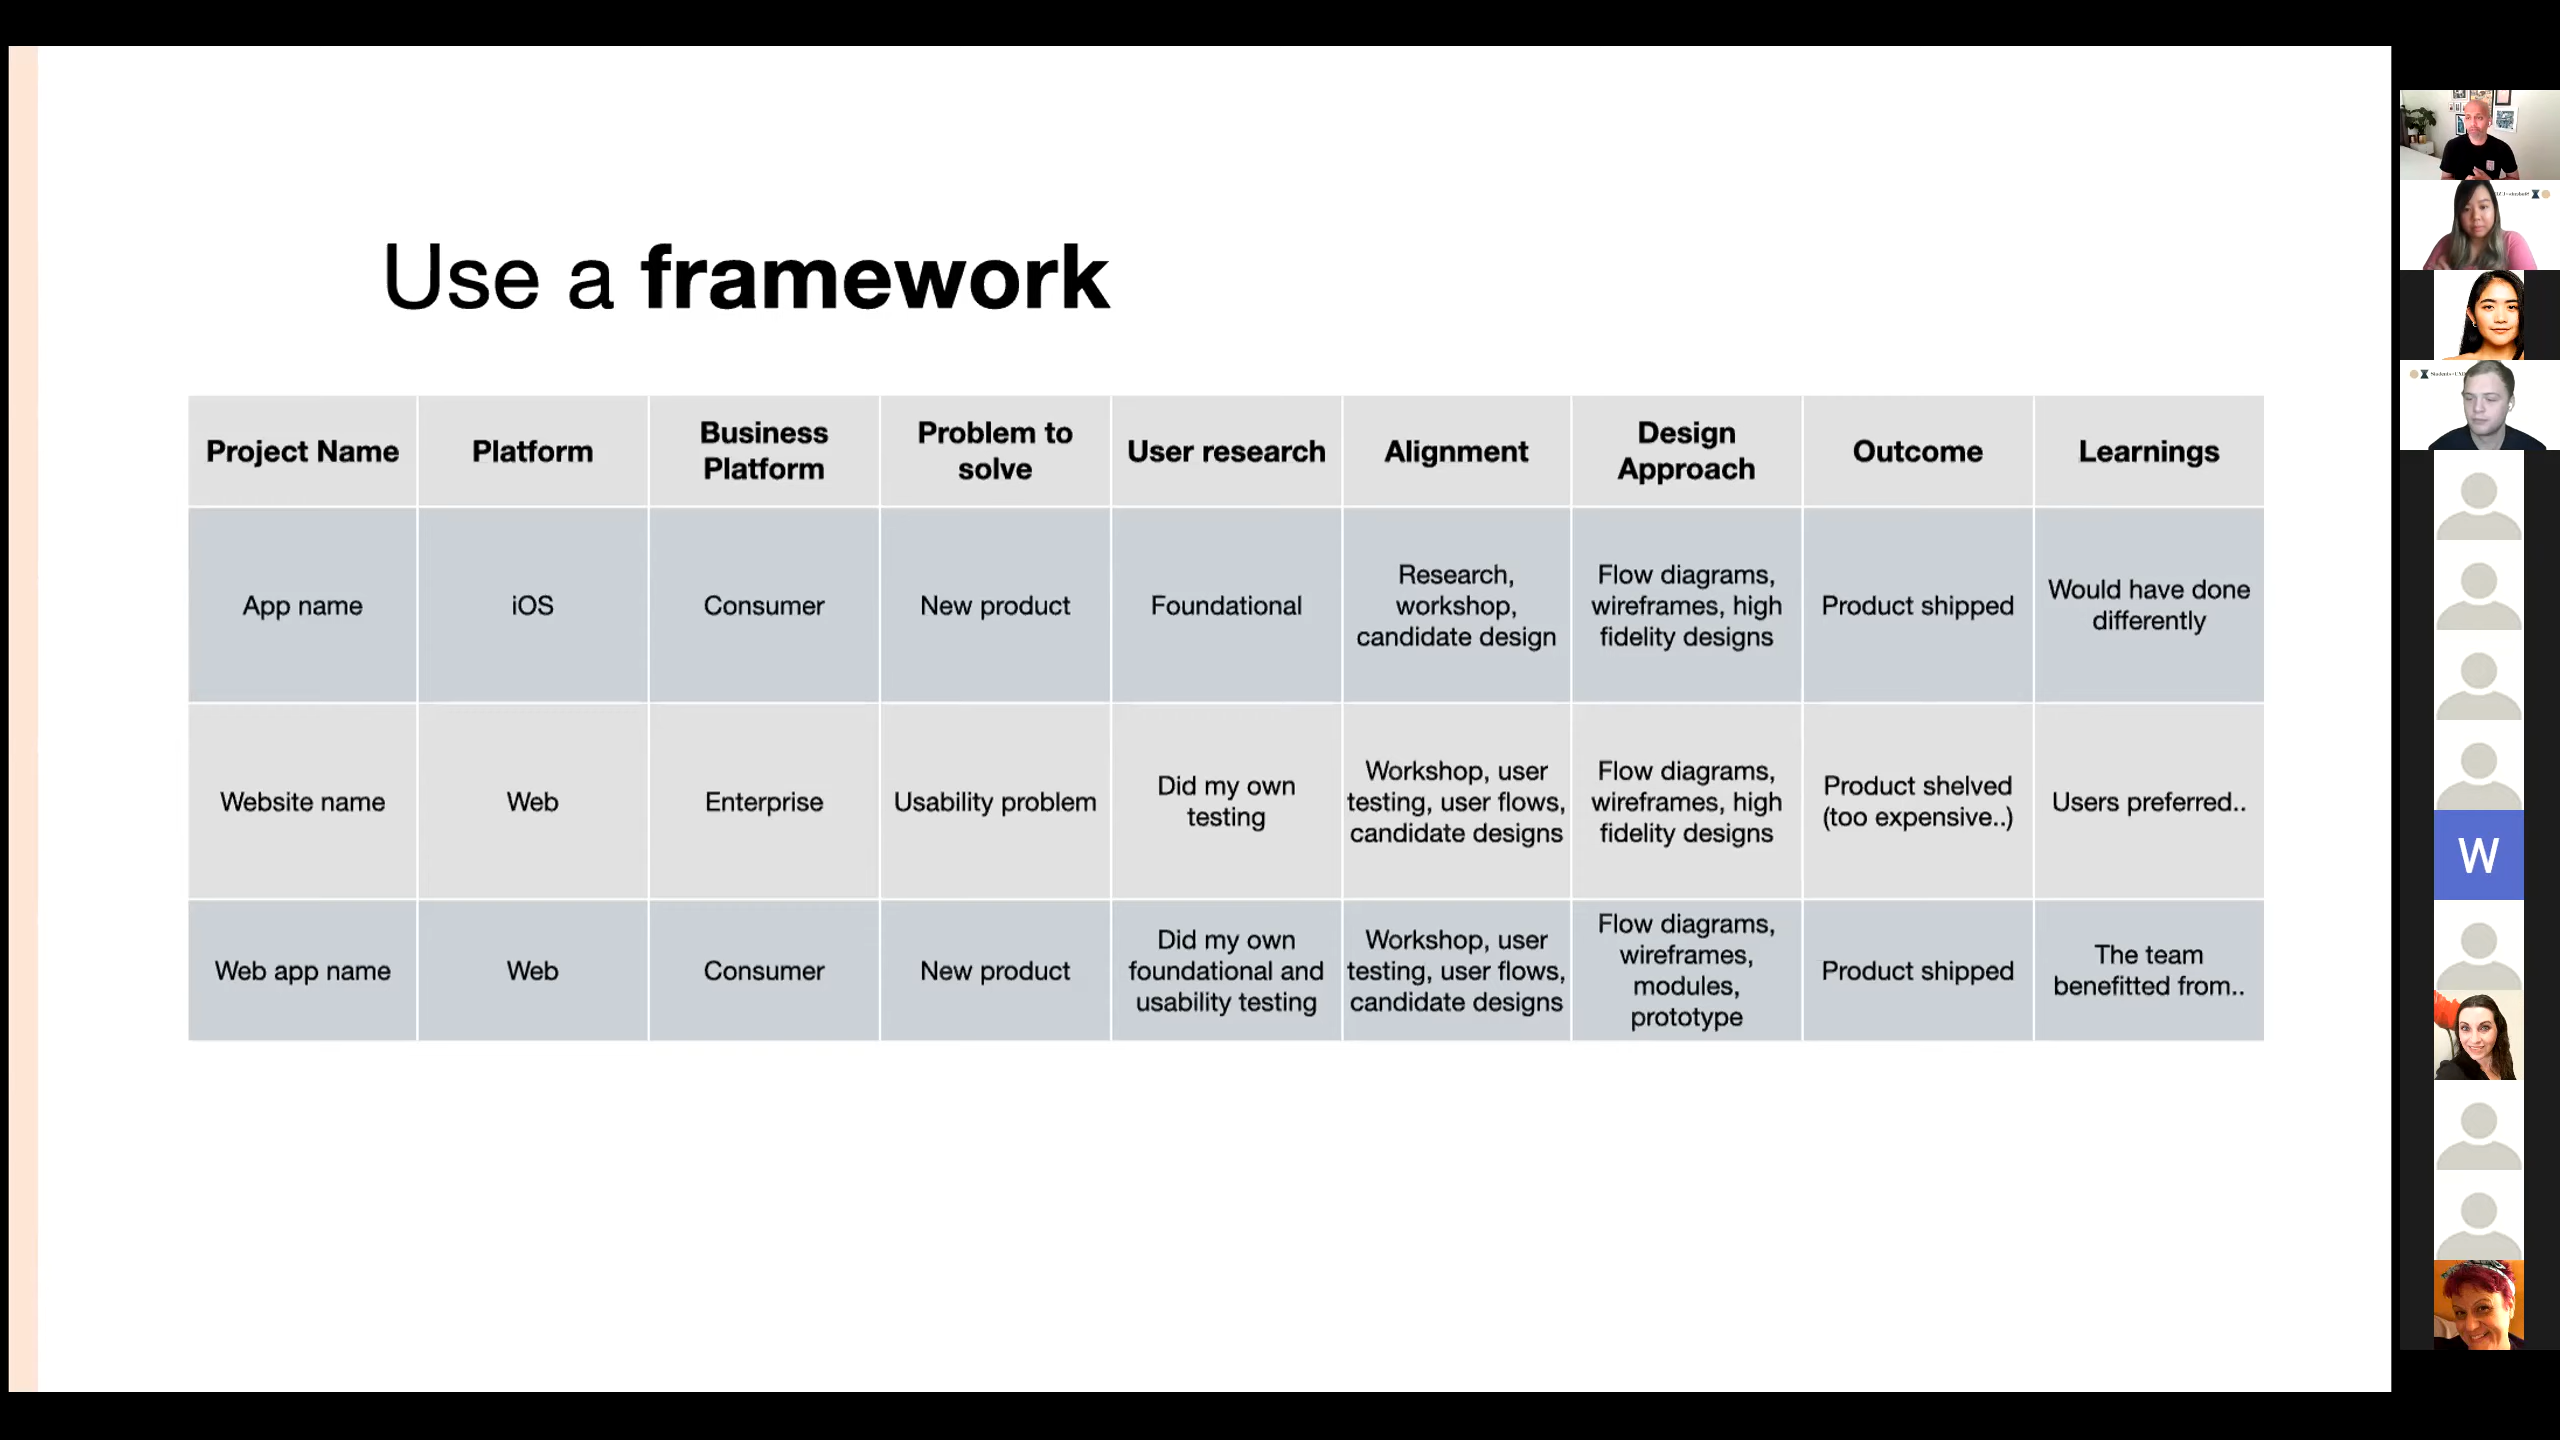 Use a framework
Project Name
Platform
Business
Platform
Problem to
solve
User research
Alignment
Design
Approach
Outcome
Learnings
App name
iOS
Consumer
New product
Foundational
Research,
workshop,
candidate design
Flow diagrams,
wireframes, high
fidelity designs
Product shipped
Would have done
differently
Website name
Web
Enterprise
Usability problem
Did my own
testing
Workshop, user
testing, user flows,
candidate designs
Flow diagrams,
wireframes, high
fidelity designs
Product shelved
(too expensive..)
Users preferred..
Web app name
Web
Consumer
New product
Did my own
foundational and
usability testing
Workshop, user
testing, user flows,
candidate designs
Flow diagrams,
wireframes,
modules,
prototype
Product shipped
The team
benefitted from..
W